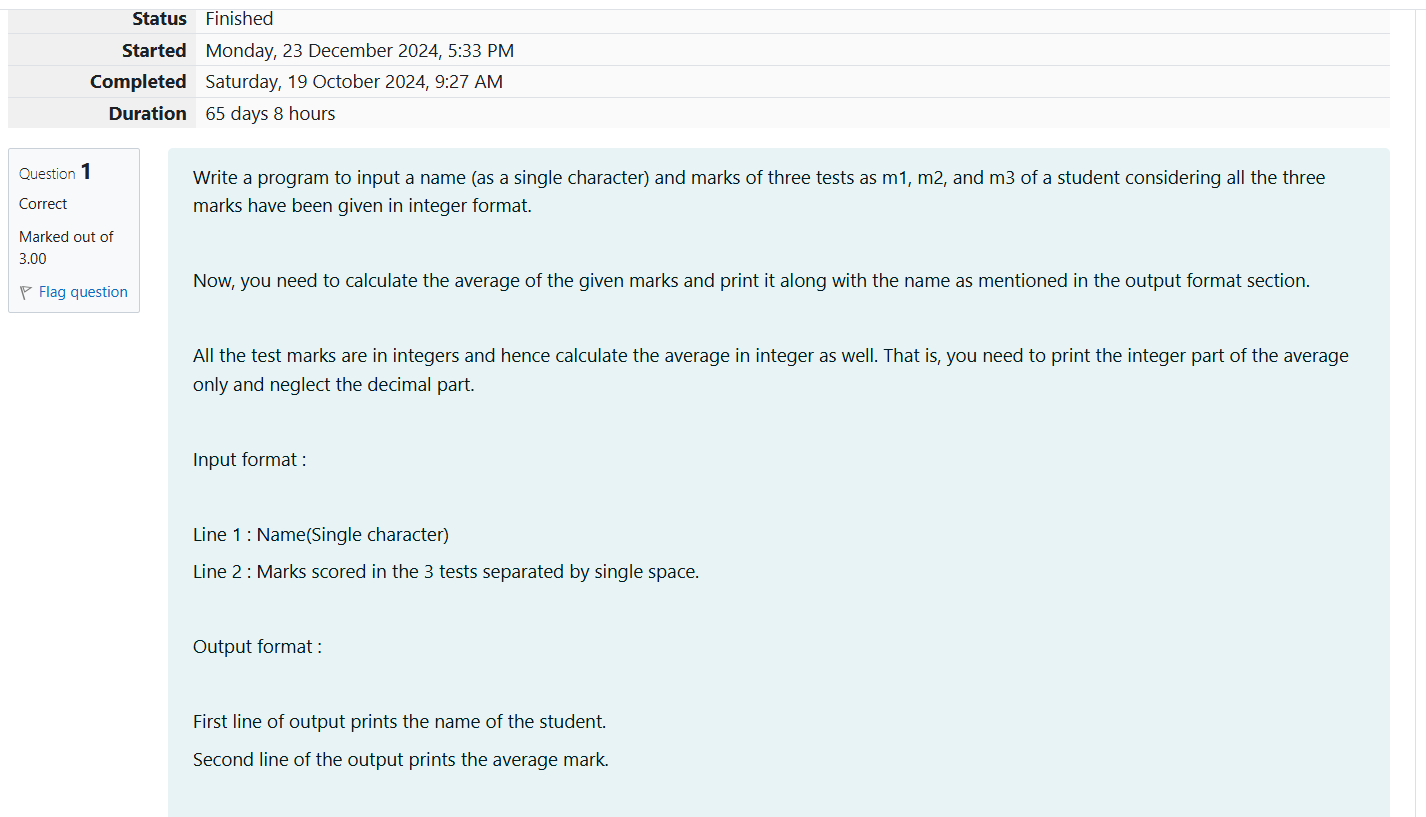 Status Finished
Started Monday, 23 December 2024, 5:33 PM
Completed Saturday, 19 October 2024, 9:27 AM
Duration 65 days 8 hours
Question 1
Correct
Marked out of
3.00
Flag question
Write a program to input a name (as a single character) and marks of three tests as m1, m2, and m3 of a student considering all the three
marks have been given in integer format.
Now, you need to calculate the average of the given marks and print it along with the name as mentioned in the output format section.
All the test marks are in integers and hence calculate the average in integer as well. That is, you need to print the integer part of the average
only and neglect the decimal part.
Input format :
Line 1 : Name(Single character)
Line 2 : Marks scored in the 3 tests separated by single space.
Output format :
First line of output prints the name of the student.
Second line of the output prints the average mark.